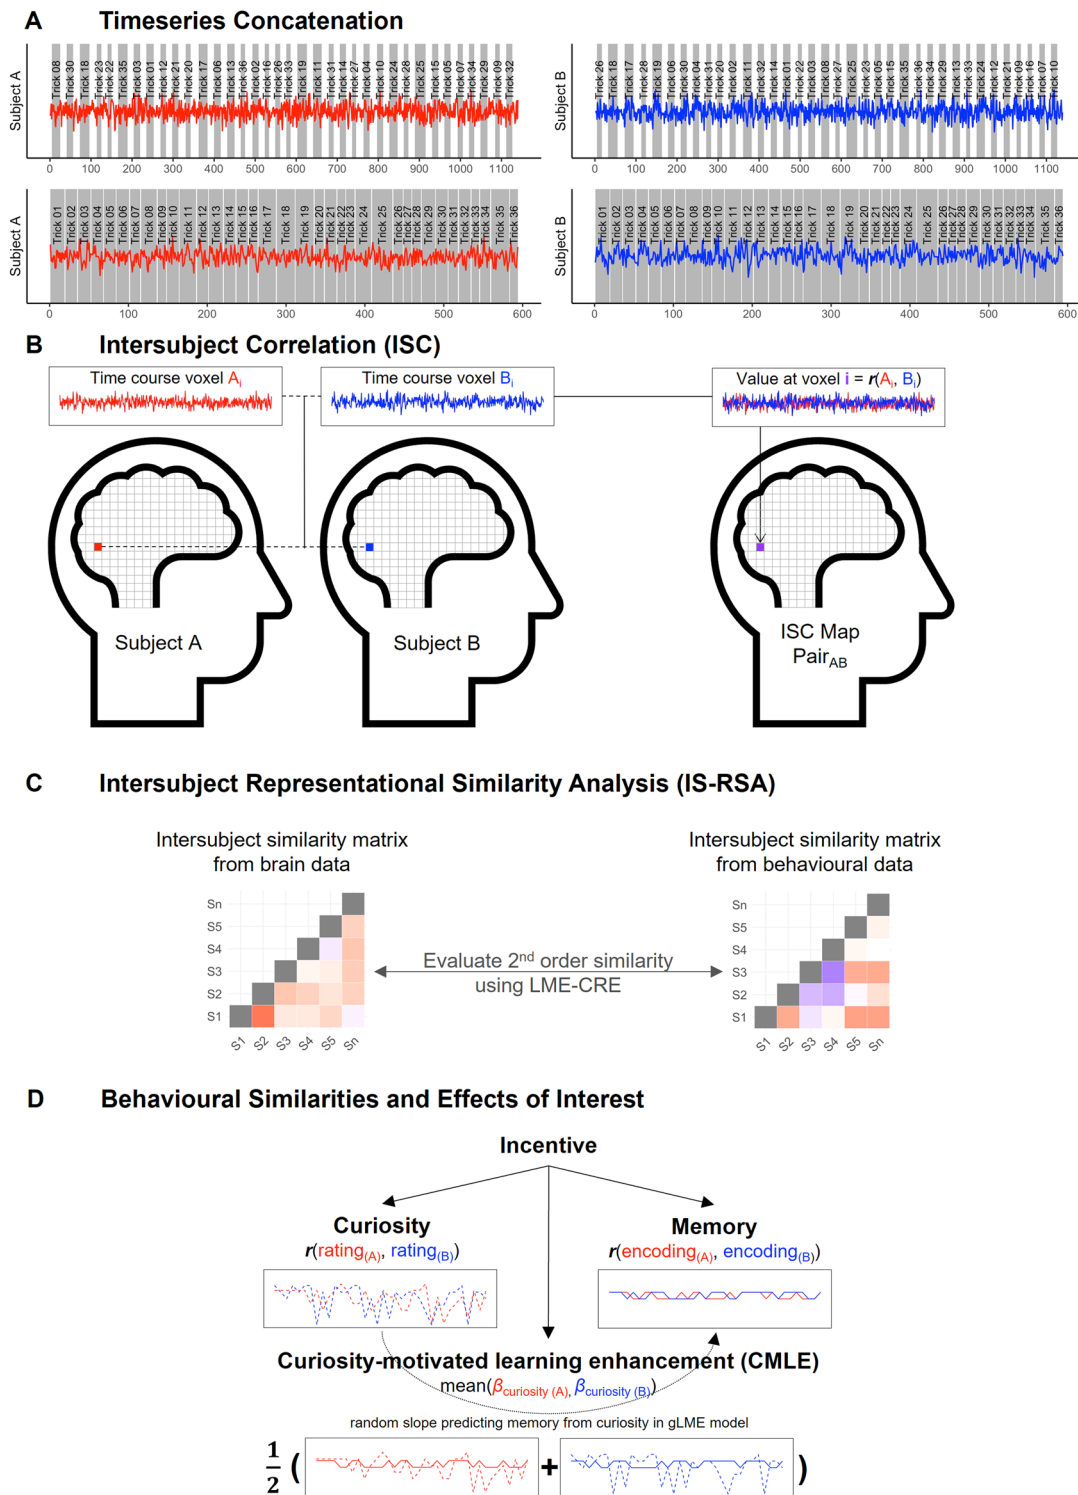 A Timeseries Concatenation
Subject A
Trick 08 Trick 30 Trick 18 Trick 23 Trick 22 Trick 35 Trick 03 Trick 01 Trick 12 Trick 21 Trick 20 Trick 17 Trick 06 Trick 13 Trick 36 Trick 02 Trick 16 Trick 26 Trick 33 Trick 19 Trick 11 Trick 31 Trick 14 Trick 27 Trick 04 Trick 10 Trick 24 Trick 28 Trick 25 Trick 15 Trick 05 Trick 07 Trick 34 Trick 29 Trick 09 Trick 32
0 100 200 300 400 500 600 700 800 900 1000 1100
Subject B
Trick 26 Trick 18 Trick 17 Trick 28 Trick 19 Trick 06 Trick 30 Trick 04 Trick 31 Trick 20 Trick 02 Trick 11 Trick 32 Trick 14 Trick 01 Trick 22 Trick 03 Trick 08 Trick 27 Trick 25 Trick 23 Trick 05 Trick 15 Trick 35 Trick 36 Trick 34 Trick 29 Trick 13 Trick 33 Trick 24 Trick 12 Trick 21 Trick 09 Trick 16 Trick 07 Trick 10
0 100 200 300 400 500 600 700 800 900 1000 1100
Subject A
Trick 01 Trick 02 Trick 03 Trick 04 Trick 05 Trick 06 Trick 07 Trick 08 Trick 09 Trick 10 Trick 11 Trick 12 Trick 13 Trick 14 Trick 15 Trick 16 Trick 17 Trick 18 Trick 19 Trick 20 Trick 21 Trick 22 Trick 23 Trick 24 Trick 25 Trick 26 Trick 27 Trick 28 Trick 29 Trick 30 Trick 31 Trick 32 Trick 33 Trick 34 Trick 35 Trick 36
0 100 200 300 400 500 600
Subject B
Trick 01 Trick 02 Trick 03 Trick 04 Trick 05 Trick 06 Trick 07 Trick 08 Trick 09 Trick 10 Trick 11 Trick 12 Trick 13 Trick 14 Trick 15 Trick 16 Trick 17 Trick 18 Trick 19 Trick 20 Trick 21 Trick 22 Trick 23 Trick 24 Trick 25 Trick 26 Trick 27 Trick 28 Trick 29 Trick 30 Trick 31 Trick 32 Trick 33 Trick 34 Trick 35 Trick 36
0 100 200 300 400 500 600
B Intersubject Correlation (ISC)
Time course voxel Ai
Time course voxel Bi
Value at voxel i = r(Ai, Bi)
Subject A
Subject B
ISC Map
PairAB
C Intersubject Representational Similarity Analysis (IS-RSA)
Intersubject similarity matrix
from brain data
Sn
S5
S4
S3
S2
S1
S1 S2 S3 S4 S5 Sn
Evaluate 2nd order similarity
using LME-CRE
Intersubject similarity matrix
from behavioural data
Sn
S5
S4
S3
S2
S1
S1 S2 S3 S4 S5 Sn
D Behavioural Similarities and Effects of Interest
Incentive
Curiosity
r(rating(A), rating(B))
Memory
r(encoding(A), encoding(B))
Curiosity-motivated learning enhancement (CMLE)
mean(βcuriosity (A), βcuriosity (B))
random slope predicting memory from curiosity in gLME model
1/2 ( + )